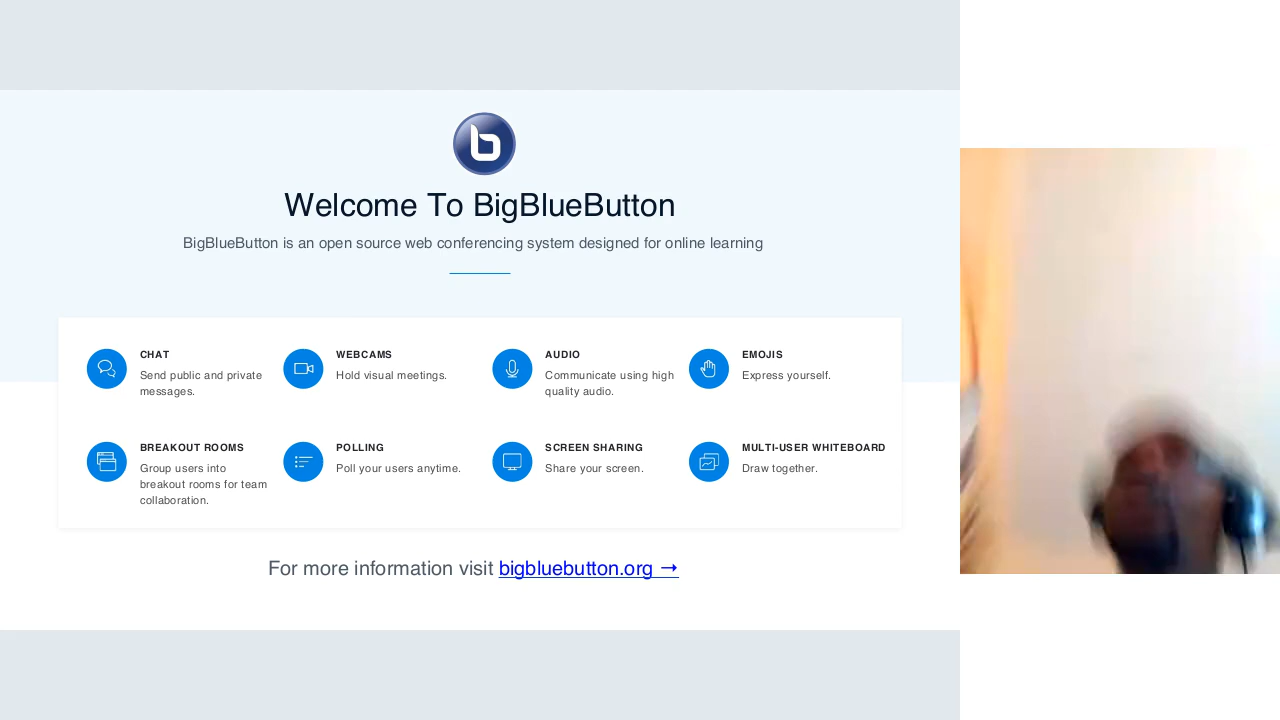 Welcome To BigBlueButton
BigBlueButton is an open source web conferencing system designed for online learning
CHAT
Send public and private
messages.
WEBCAMS
Hold visual meetings.
AUDIO
Communicate using high
quality audio.
EMOJIS
Express yourself.
BREAKOUT ROOMS
Group users into
breakout rooms for team
collaboration.
POLLING
Poll your users anytime.
SCREEN SHARING
Share your screen.
MULTI-USER WHITEBOARD
Draw together.
For more information visit bigbluebutton.org →